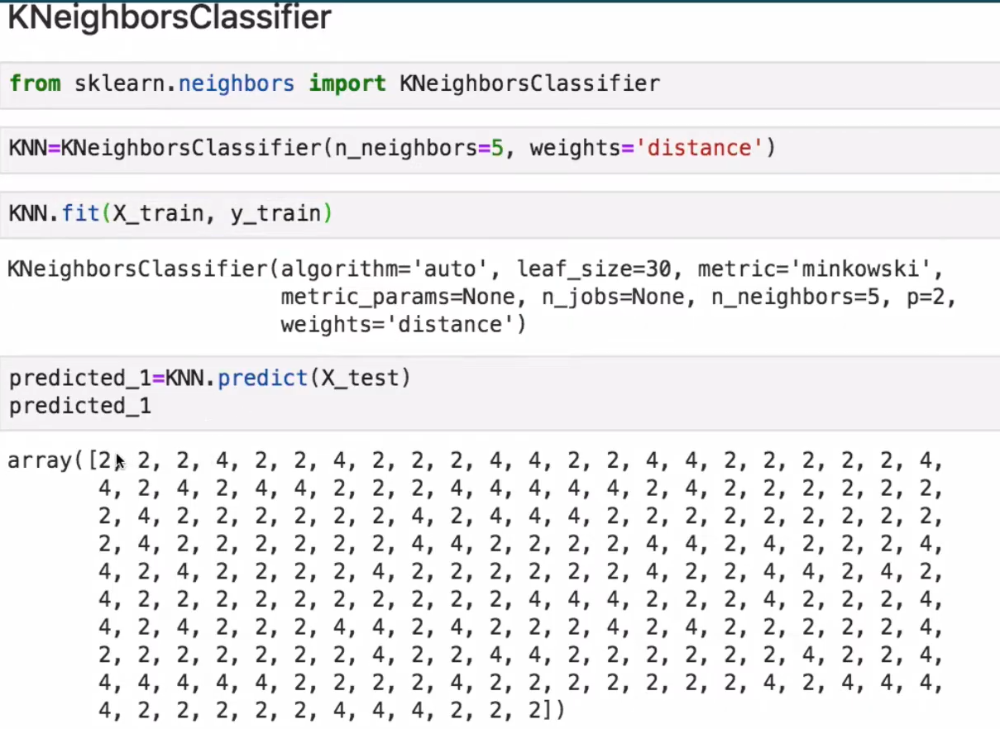 KNeighborsClassifier
from sklearn.neighbors import KNeighborsClassifier
KNN=KNeighborsClassifier(n_neighbors=5, weights='distance')
KNN.fit(X_train, y_train)
KNeighborsClassifier(algorithm='auto', leaf_size=30, metric='minkowski',
metric_params=None, n_jobs=None, n_neighbors=5, p=2,
weights='distance')
predicted_1=KNN.predict(X_test)
predicted_1
array([2, 2, 2, 4, 2, 2, 4, 2, 2, 2, 4, 4, 2, 2, 4, 4, 2, 2, 2, 2, 2, 4,
4, 2, 4, 2, 4, 4, 2, 2, 2, 4, 4, 4, 4, 4, 2, 4, 2, 2, 2, 2, 2, 2,
2, 4, 2, 2, 2, 2, 2, 2, 4, 2, 4, 4, 4, 2, 2, 2, 2, 2, 2, 2, 2, 2,
2, 4, 2, 2, 2, 2, 2, 2, 4, 4, 2, 2, 2, 2, 4, 4, 2, 4, 2, 2, 2, 4,
4, 2, 4, 2, 2, 2, 2, 4, 2, 2, 2, 2, 2, 2, 4, 2, 2, 4, 4, 2, 4, 2,
4, 2, 2, 2, 2, 2, 2, 2, 2, 2, 2, 4, 4, 4, 2, 2, 2, 4, 2, 2, 2, 4,
4, 2, 4, 2, 2, 2, 4, 4, 2, 4, 2, 2, 2, 4, 2, 4, 2, 2, 2, 2, 2, 4,
2, 2, 2, 2, 2, 2, 2, 4, 2, 2, 4, 4, 2, 2, 2, 2, 2, 2, 4, 2, 2, 4,
4, 4, 4, 4, 4, 2, 2, 2, 2, 4, 2, 2, 2, 2, 2, 2, 2, 4, 2, 4, 4, 4,
4, 2, 2, 2, 2, 2, 4, 4, 4, 2, 2, 2])